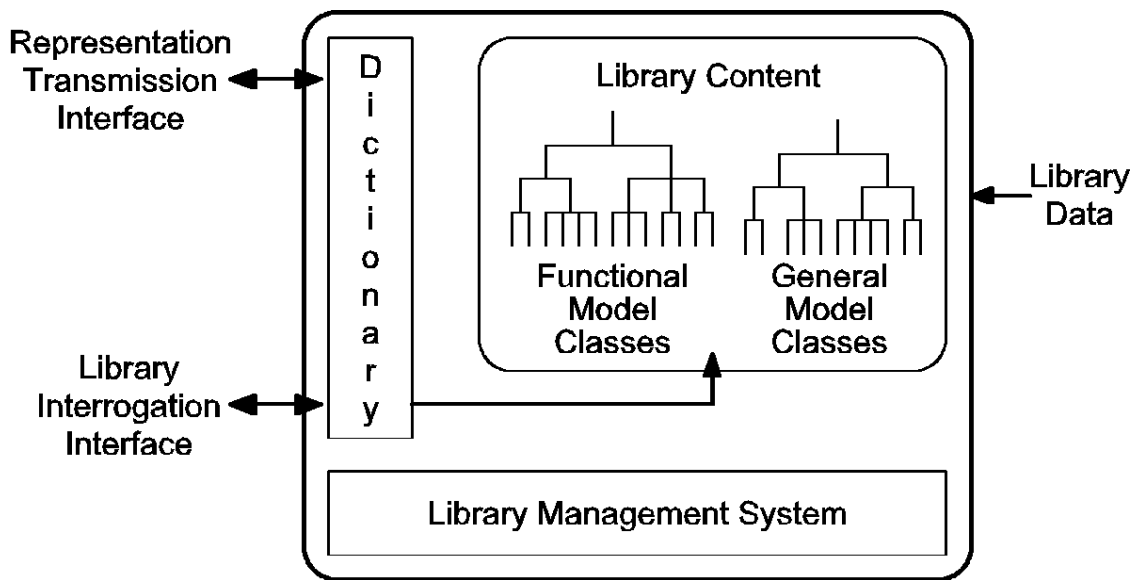 Representation
Transmission
Interface
Library
Interrogation
Interface
Dictionary
Library Content
Functional
Model
Classes
General
Model
Classes
Library
Data
Library Management System